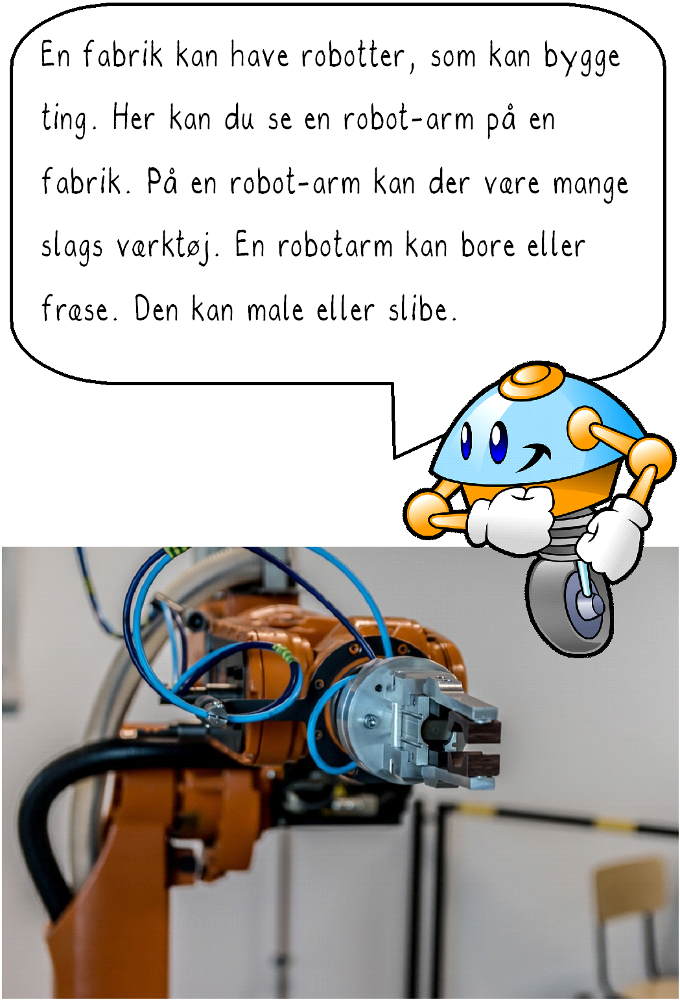 En fabrik kan have robotter, som kan bygge
ting. Her kan du se en robot-arm på en
fabrik. På en robot-arm kan der være mange
slags værktøj. En robotarm kan bore eller
fræse. Den kan male eller slibe.